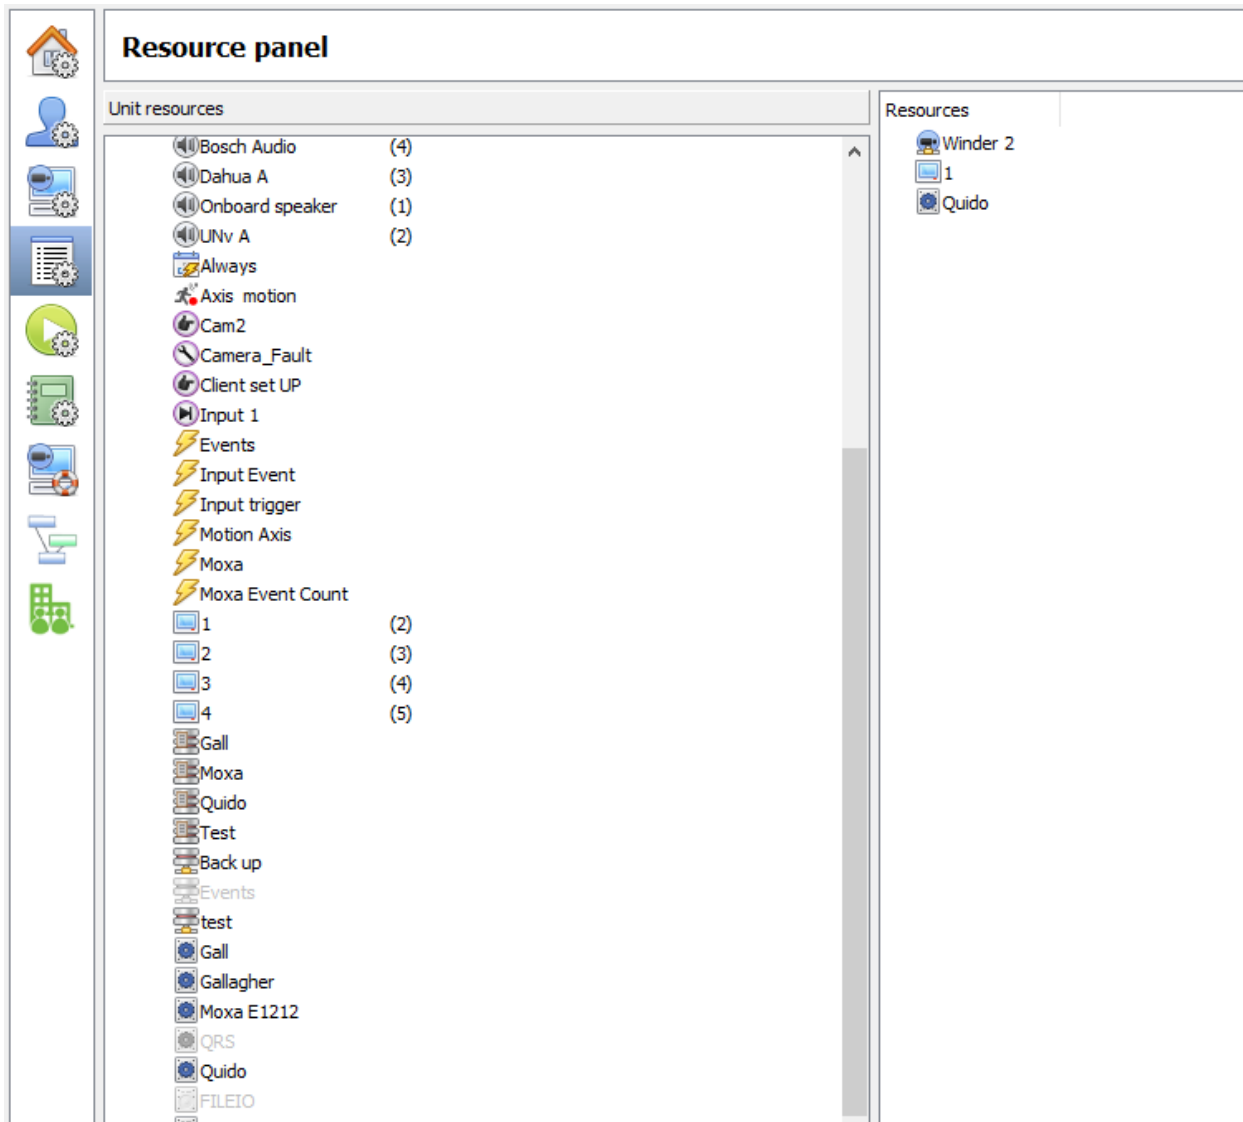 Resource panel
Unit resources
Bosch Audio (4)
Dahua A (3)
Onboard speaker (1)
UNv A (2)
Always
Axis motion
Cam2
Camera_Fault
Client set UP
Input 1
Events
Input Event
Input trigger
Motion Axis
Moxa
Moxa Event Count
1 (2)
2 (3)
3 (4)
4 (5)
Gall
Moxa
Quido
Test
Back up
Events
test
Gall
Gallagher
Moxa E1212
QRS
Quido
FILEIO
Resources
Winder 2
1
Quido